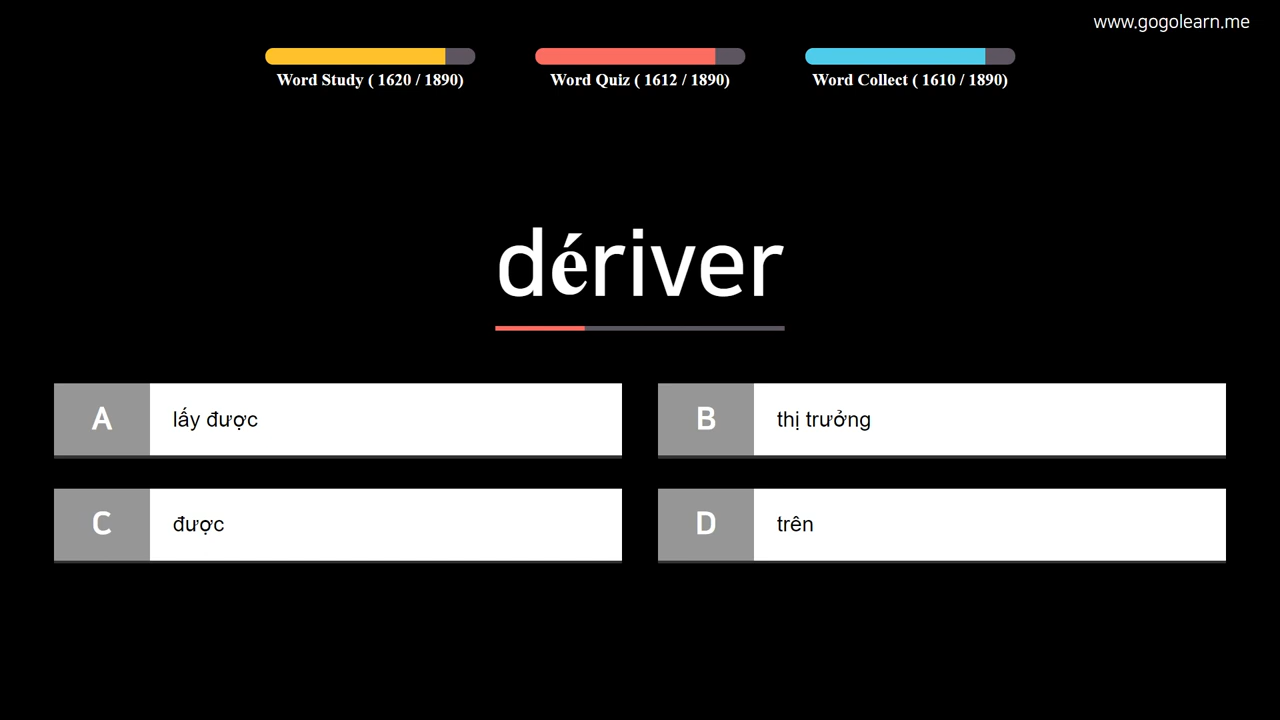 www.gogolearn.me
Word Study ( 1620 / 1890)
Word Quiz ( 1612 / 1890)
Word Collect ( 1610 / 1890)
dériver
A
lấy được
B
thị trưởng
C
được
D
trên